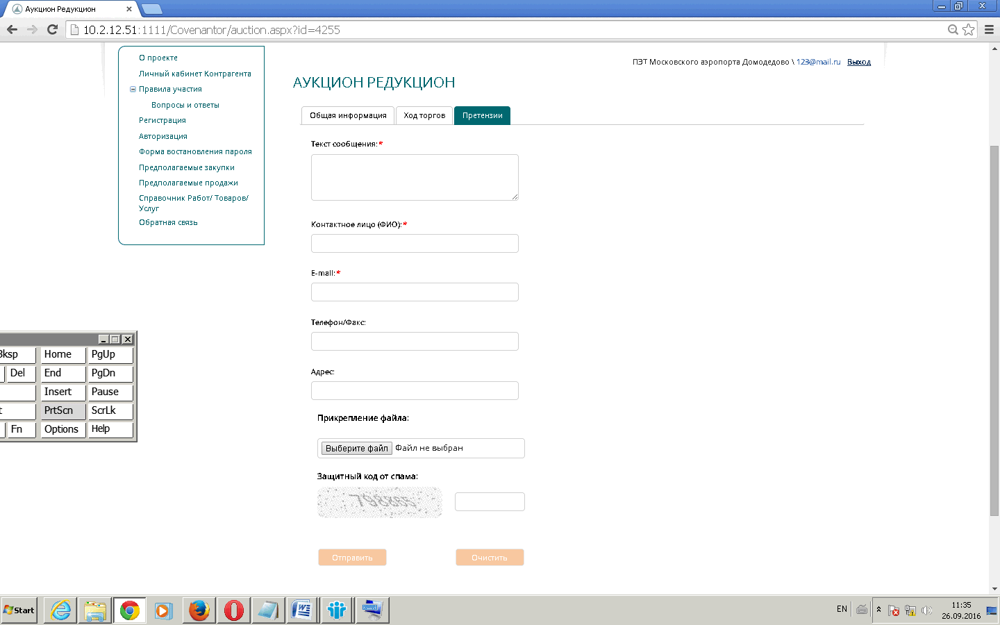 Аукцион Редукцион
10.2.12.51:1111/Covenantor/auction.aspx?id=4255
О проекте
Личный кабинет Контрагента
Правила участия
Вопросы и ответы
Регистрация
Авторизация
Форма востановления пароля
Предполагаемые закупки
Предполагаемые продажи
Справочник Работ/ Товаров/
Услуг
Обратная связь
ПЭТ Московского аэропорта Домодедово \ 123@mail.ru Выход
АУКЦИОН РЕДУКЦИОН
Общая информация Ход торгов Претензии
Текст сообщения:*
Контактное лицо (ФИО):*
E-mail:*
Телефон/Факс:
Адрес:
Прикрепление файла:
Выберите файл Файл не выбран
Защитный код от спама:
798865
Отправить Очистить
Bksp Home PgUp
Del End PgDn
Insert Pause
t PrtScn ScrLk
Fn Options Help
Start
EN
11:35
26.09.2016